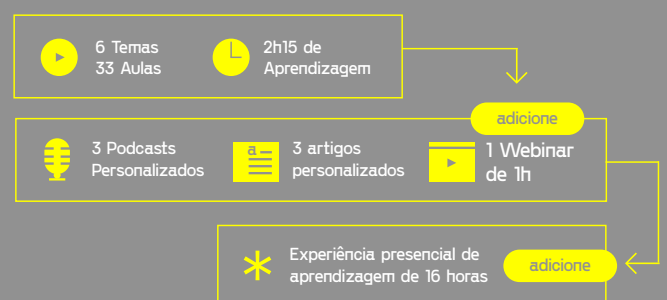 6 Temas
33 Aulas
2h15 de
Aprendizagem
adicione
3 Podcasts
Personalizados
a
3 artigos
personalizados
1 Webinar
de 1h
Experiência presencial de
aprendizagem de 16 horas
adicione